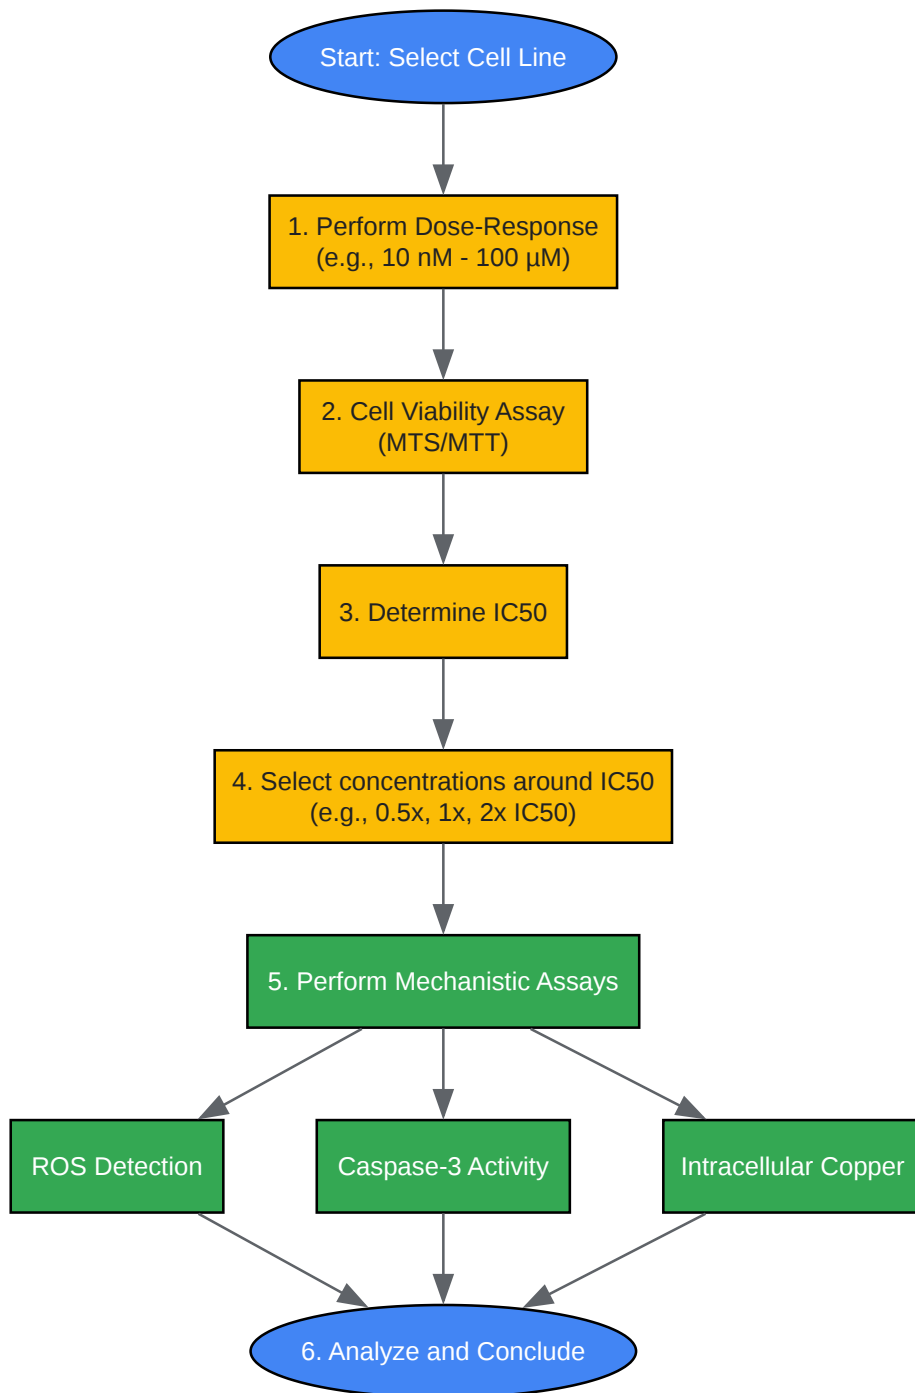 Start: Select Cell Line
1. Perform Dose-Response
(e.g., 10 nM - 100 µM)
2. Cell Viability Assay
(MTS/MTT)
3. Determine IC50
4. Select concentrations around IC50
(e.g., 0.5x, 1x, 2x IC50)
5. Perform Mechanistic Assays
ROS Detection
Caspase-3 Activity
Intracellular Copper
6. Analyze and Conclude